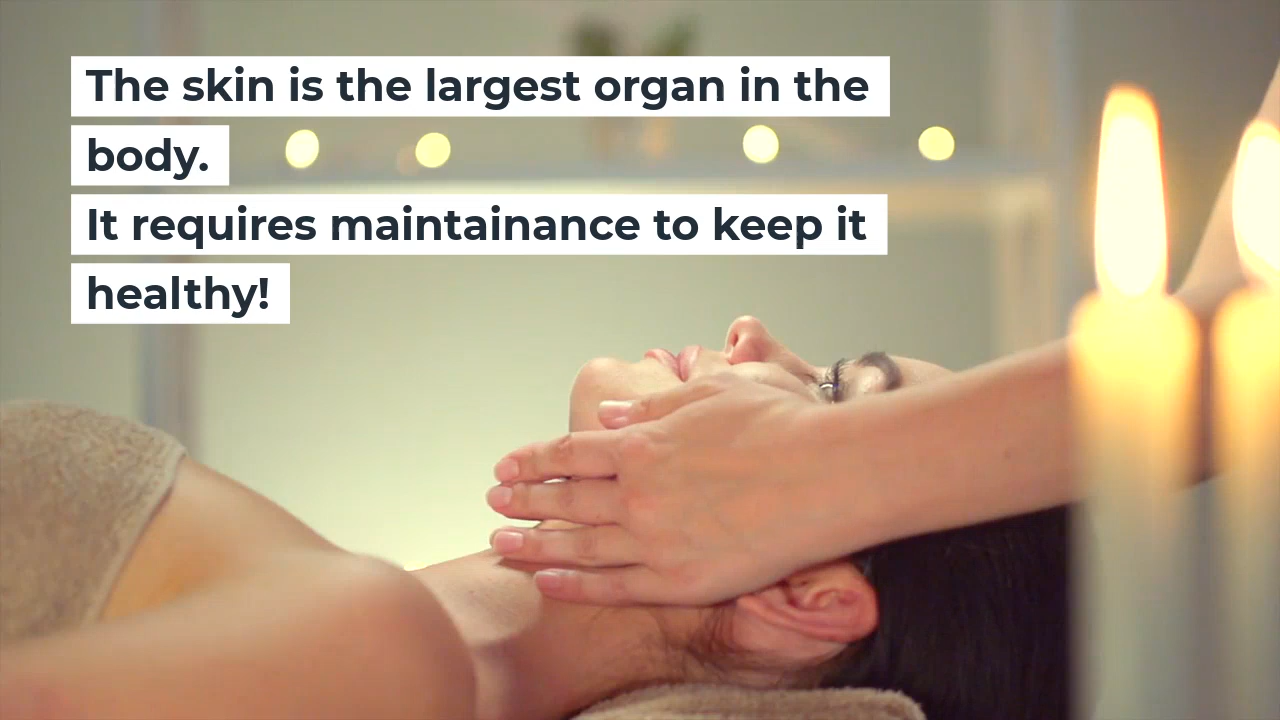 The skin is the largest organ in the
body.
It requires maintainance to keep it
healthy!